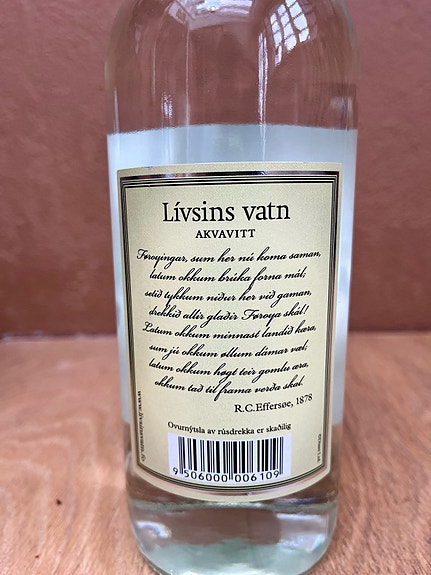 Lívsins vatn
AKVAVITT
Føroyingar, sum her nú koma saman,
latum okkum brúka forna mál;
setið tykkum niður her við gaman,
drekkið allir glaðir Føroya skál!
Latum okkum minnast landið kæra,
sum jú okkum øllum dámar væl;
latum okkum høgt teir gomlu æra,
okkum tað til frama verða skal.
R.C.Effersøe, 1878
Ovurnýtsla av rúsdrekka er skaðilig
9 506000 006109
www.livsinsvatn.fo